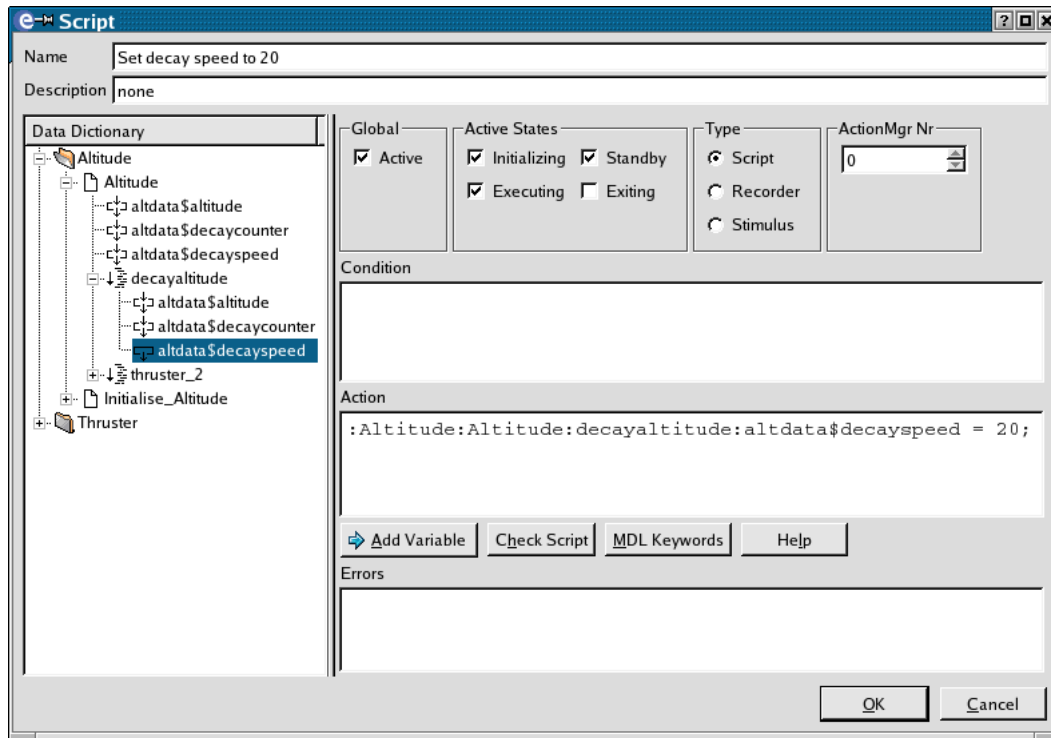 e Script
Name Set decay speed to 20
Description none
Data Dictionary
Altitude
Altitude
altdata$altitude
altdata$decaycounter
altdata$decayspeed
decayaltitude
altdata$altitude
altdata$decaycounter
altdata$decayspeed
thruster_2
Initialise_Altitude
Thruster
Global
Active
Active States
Initializing Standby
Executing Exiting
Type
Script
Recorder
Stimulus
ActionMgr Nr
0
Condition
Action
:Altitude:Altitude:decayaltitude:altdata$decayspeed = 20;
Add Variable Check Script MDL Keywords Help
Errors
OK Cancel